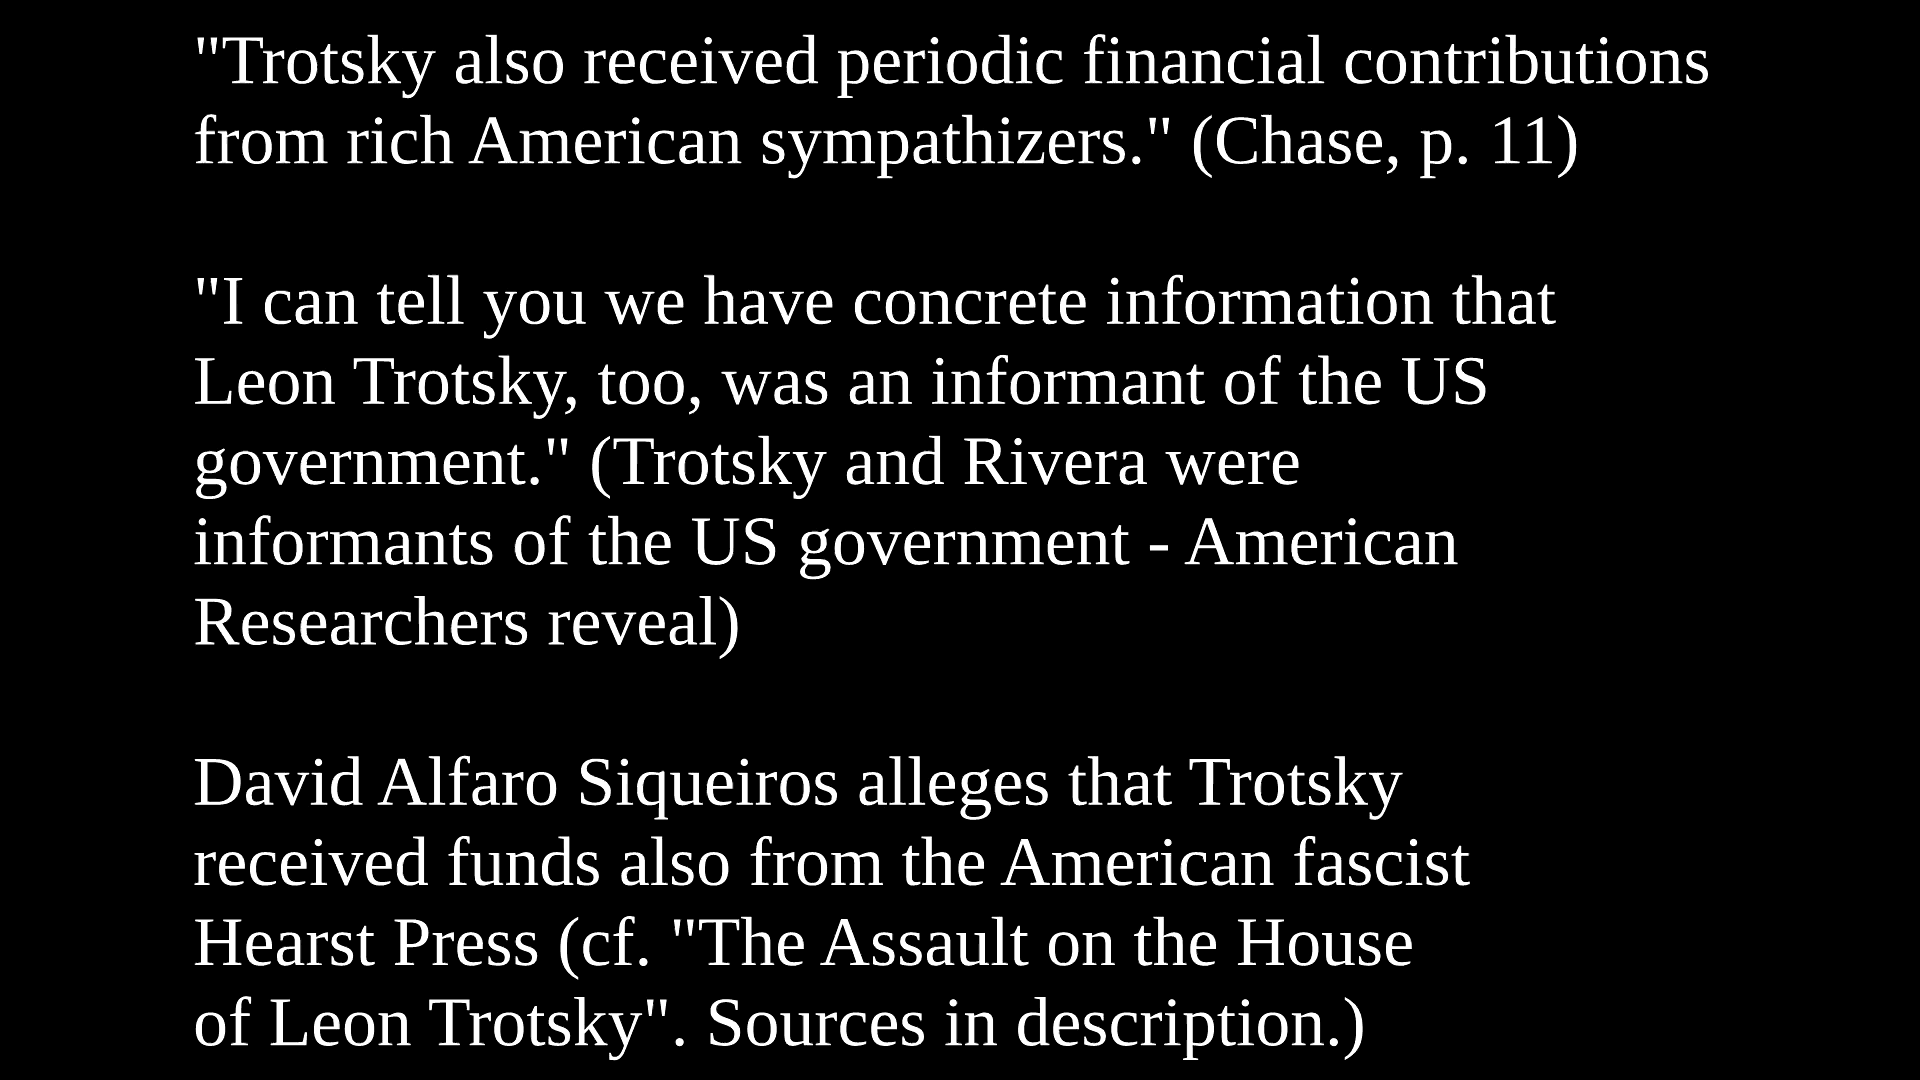 "Trotsky also received periodic financial contributions
from rich American sympathizers." (Chase, p. 11)
"I can tell you we have concrete information that
Leon Trotsky, too, was an informant of the US
government." (Trotsky and Rivera were
informants of the US government - American
Researchers reveal)
David Alfaro Siqueiros alleges that Trotsky
received funds also from the American fascist
Hearst Press (cf. "The Assault on the House
of Leon Trotsky". Sources in description.)